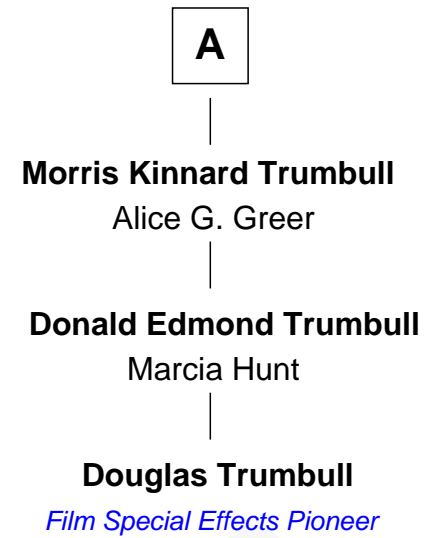 A
Morris Kinnard Trumbull
Alice G. Greer
Donald Edmond Trumbull
Marcia Hunt
Douglas Trumbull
Film Special Effects Pioneer